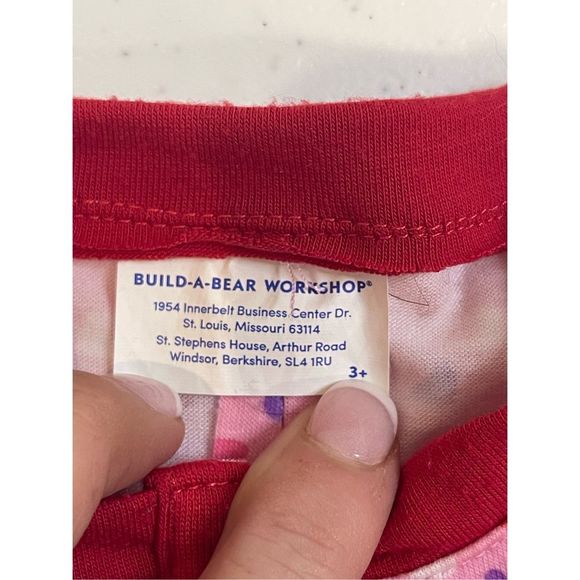 BUILD-A-BEAR WORKSHOP®
1954 Innerbelt Business Center Dr.
St. Louis, Missouri 63114
St. Stephens House, Arthur Road
Windsor, Berkshire, SL4 1RU
3+